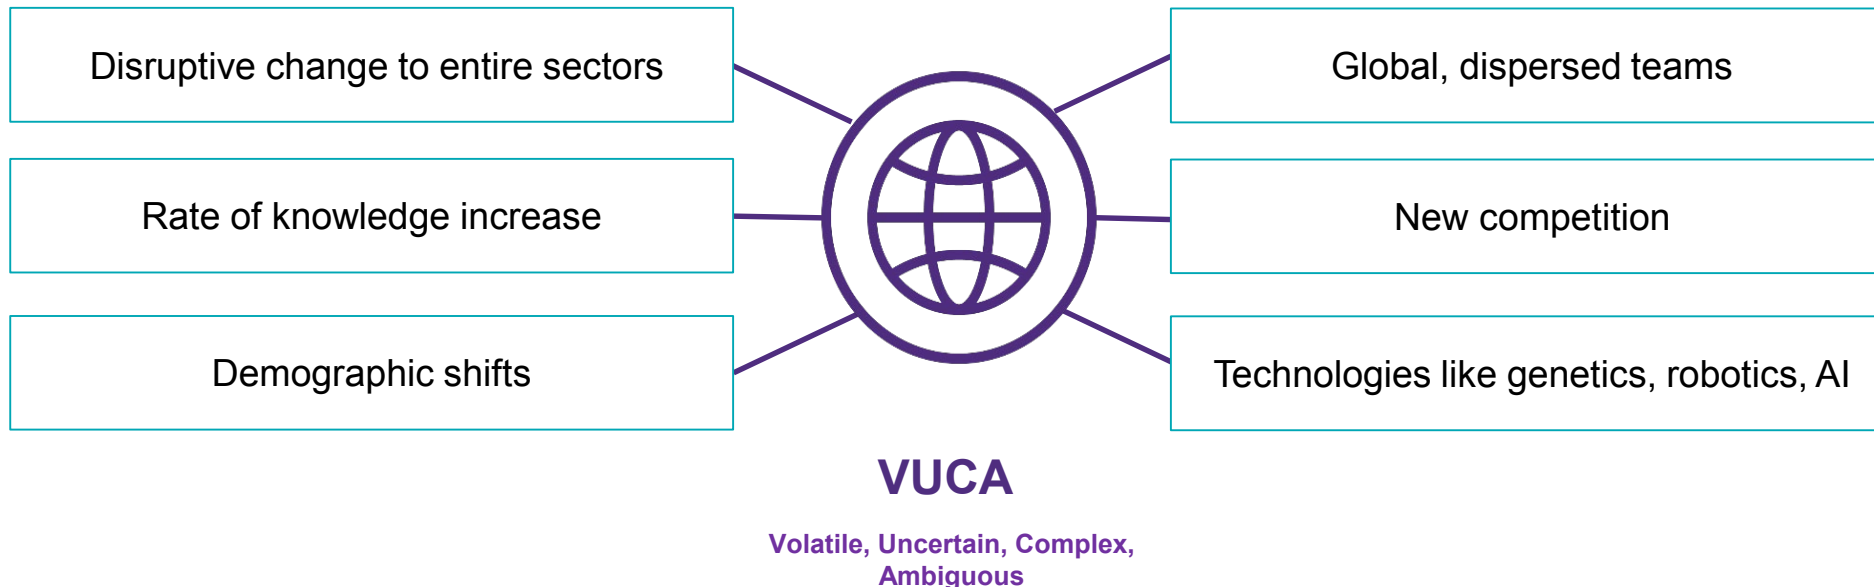 Disruptive change to entire sectors
Rate of knowledge increase
Demographic shifts
Global, dispersed teams
New competition
Technologies like genetics, robotics, AI
VUCA
Volatile, Uncertain, Complex,
Ambiguous